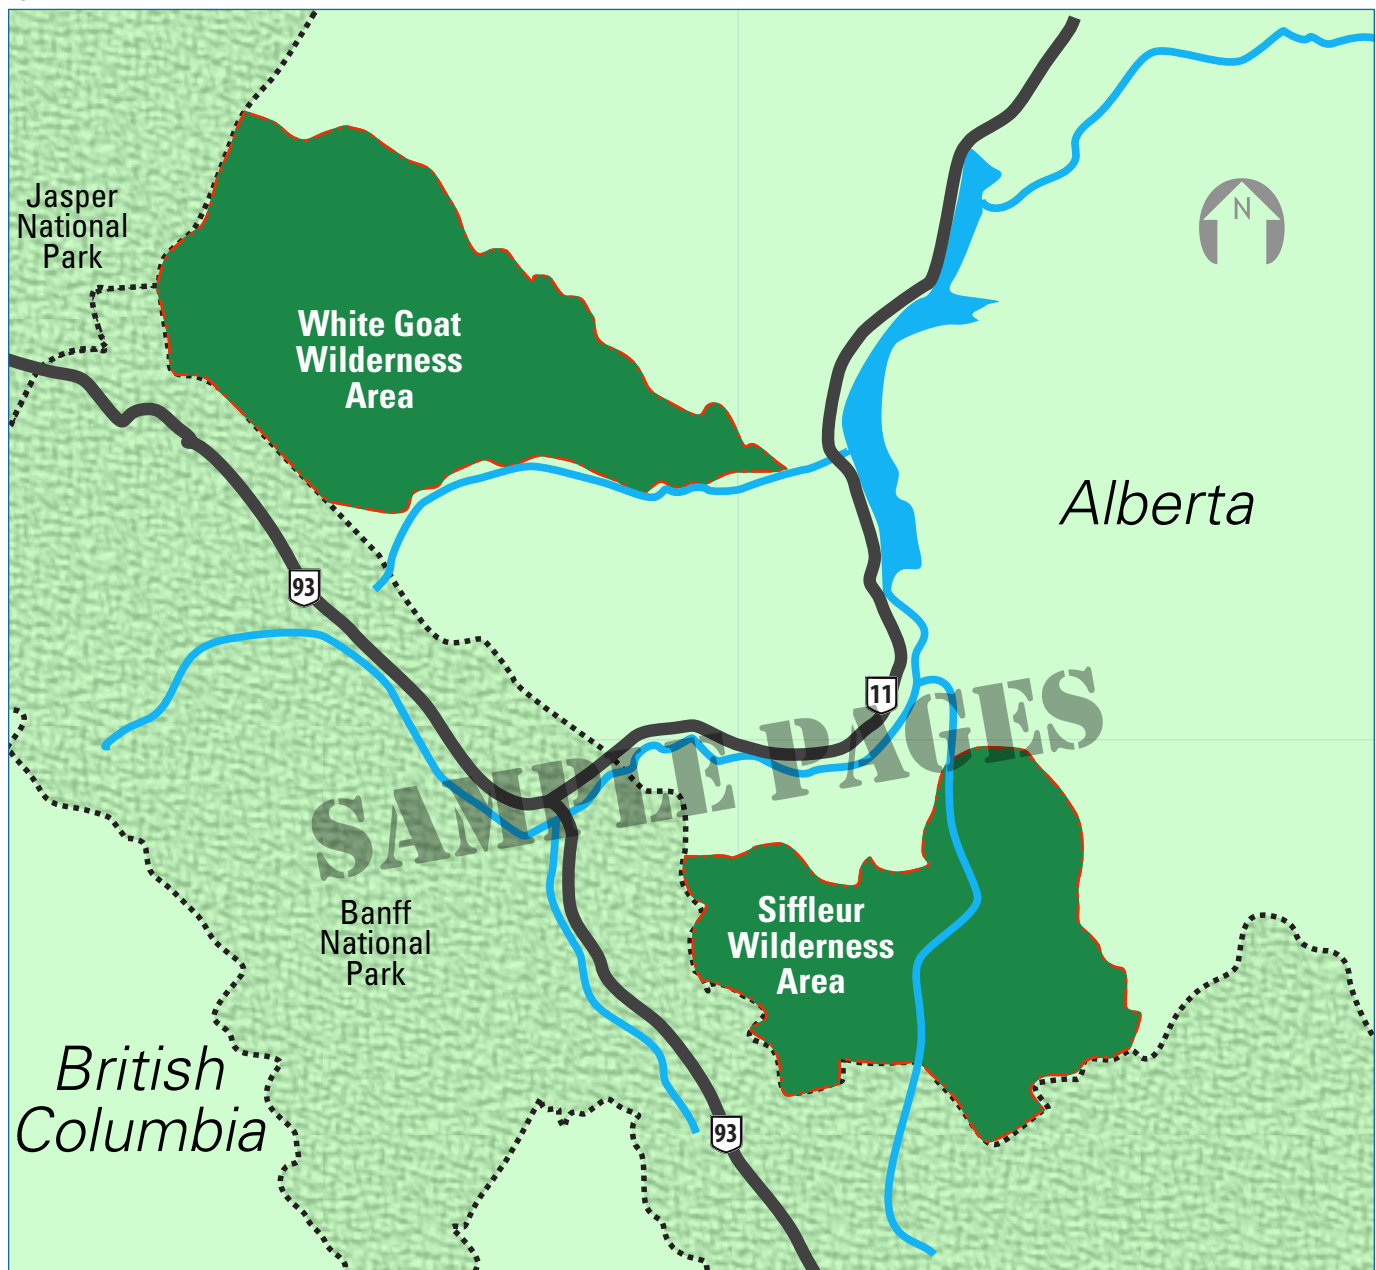 N
Jasper
National
Park
White Goat
Wilderness
Area
Alberta
93
11
SAMPLE PAGES
Siffleur
Wilderness
Area
Banff
National
Park
British
Columbia
93